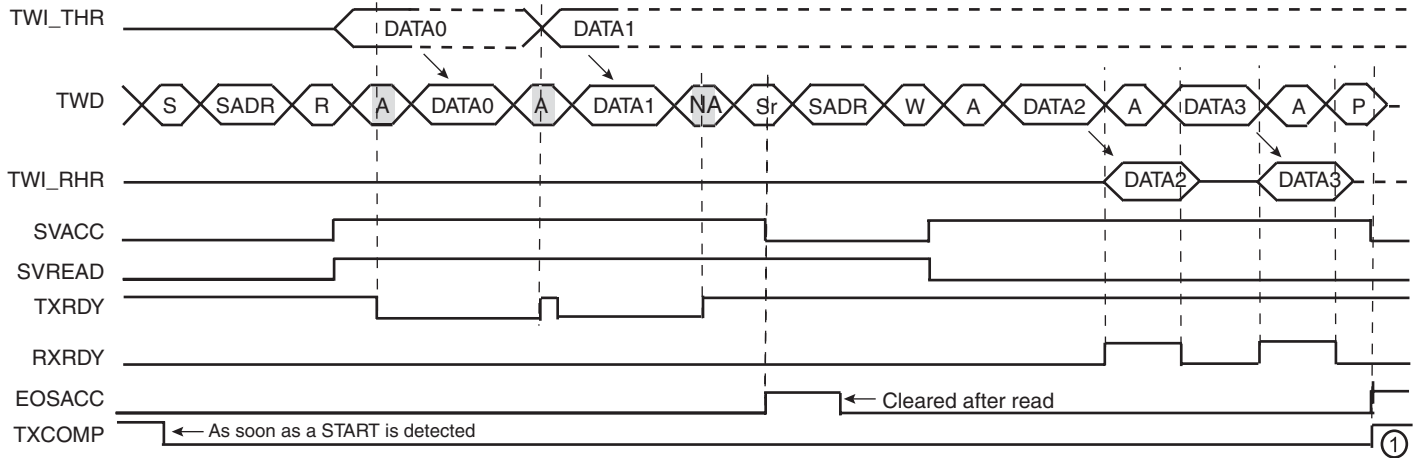 TWI_THR DATA0 DATA1
TWD S SADR R A DATA0 A DATA1 NA Sr SADR W A DATA2 A DATA3 A P
TWI_RHR DATA2 DATA3
SVACC
SVREAD
TXRDY
RXRDY
EOSACC Cleared after read
TXCOMP As soon as a START is detected 1